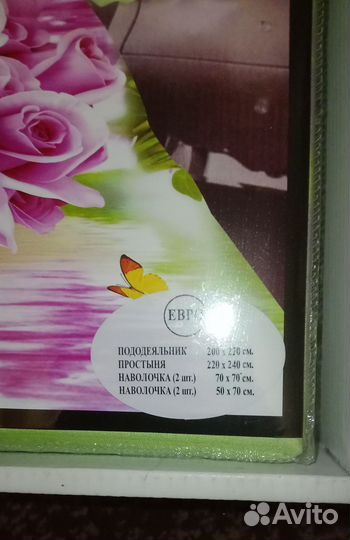 ЕВРО
ПОДОДЕЯЛЬНИК 200 x 220 см.
ПРОСТЫНЯ 220 x 240 см.
НАВОЛОЧКА (2 шт.) 70 x 70 см.
НАВОЛОЧКА (2 шт.) 50 x 70 см.
Avito